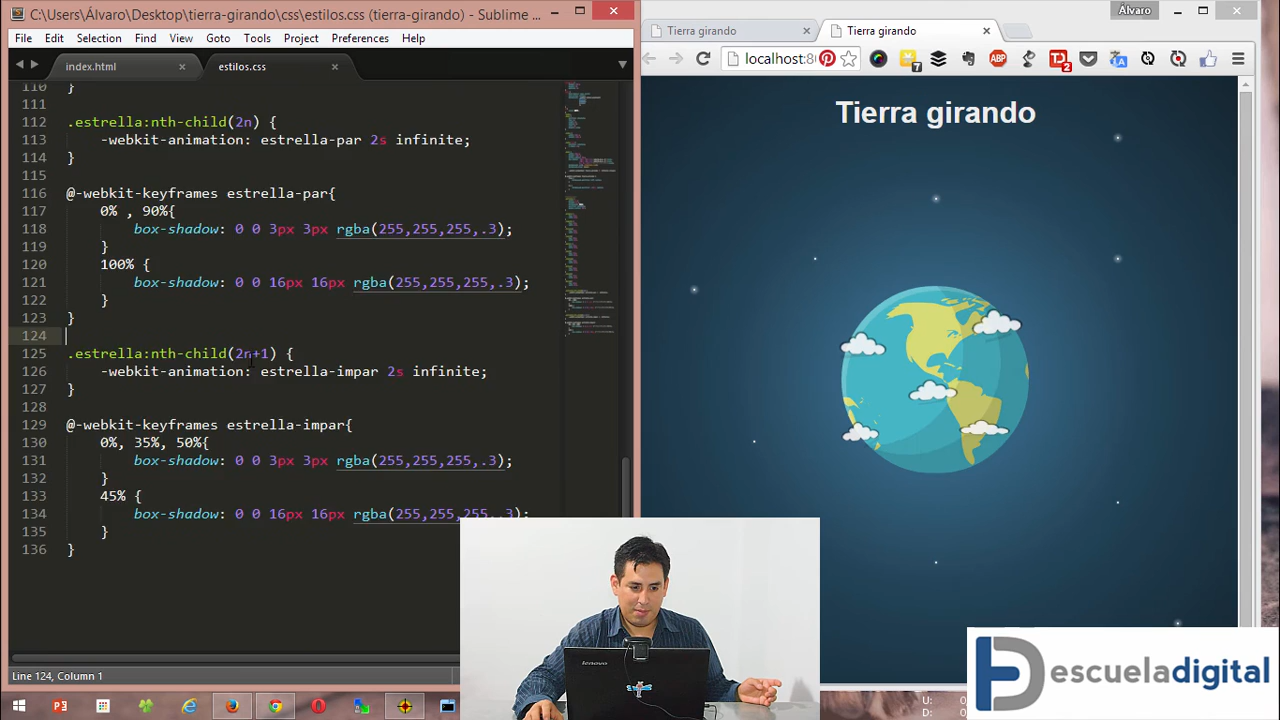 C:\Users\Álvaro\Desktop\tierra-girando\css\estilos.css (tierra-girando) - Sublime ...
File Edit Selection Find View Goto Tools Project Preferences Help
index.html
estilos.css
110 }
111
112 .estrella:nth-child(2n) {
113 -webkit-animation: estrella-par 2s infinite;
114 }
115
116 @-webkit-keyframes estrella-par{
117 0% , 90%{
118 box-shadow: 0 0 3px 3px rgba(255,255,255,.3);
119 }
120 100% {
121 box-shadow: 0 0 16px 16px rgba(255,255,255,.3);
122 }
123 }
124
125 .estrella:nth-child(2n+1) {
126 -webkit-animation: estrella-impar 2s infinite;
127 }
128
129 @-webkit-keyframes estrella-impar{
130 0%, 35%, 50%{
131 box-shadow: 0 0 3px 3px rgba(255,255,255,.3);
132 }
133 45% {
134 box-shadow: 0 0 16px 16px rgba(255,255,255,.3);
135 }
136 }
Line 124, Column 1
Álvaro
Tierra girando
Tierra girando
localhost:8
7
ABP
TD
2
Tierra girando
lenovo
escueladigital
U:
D: